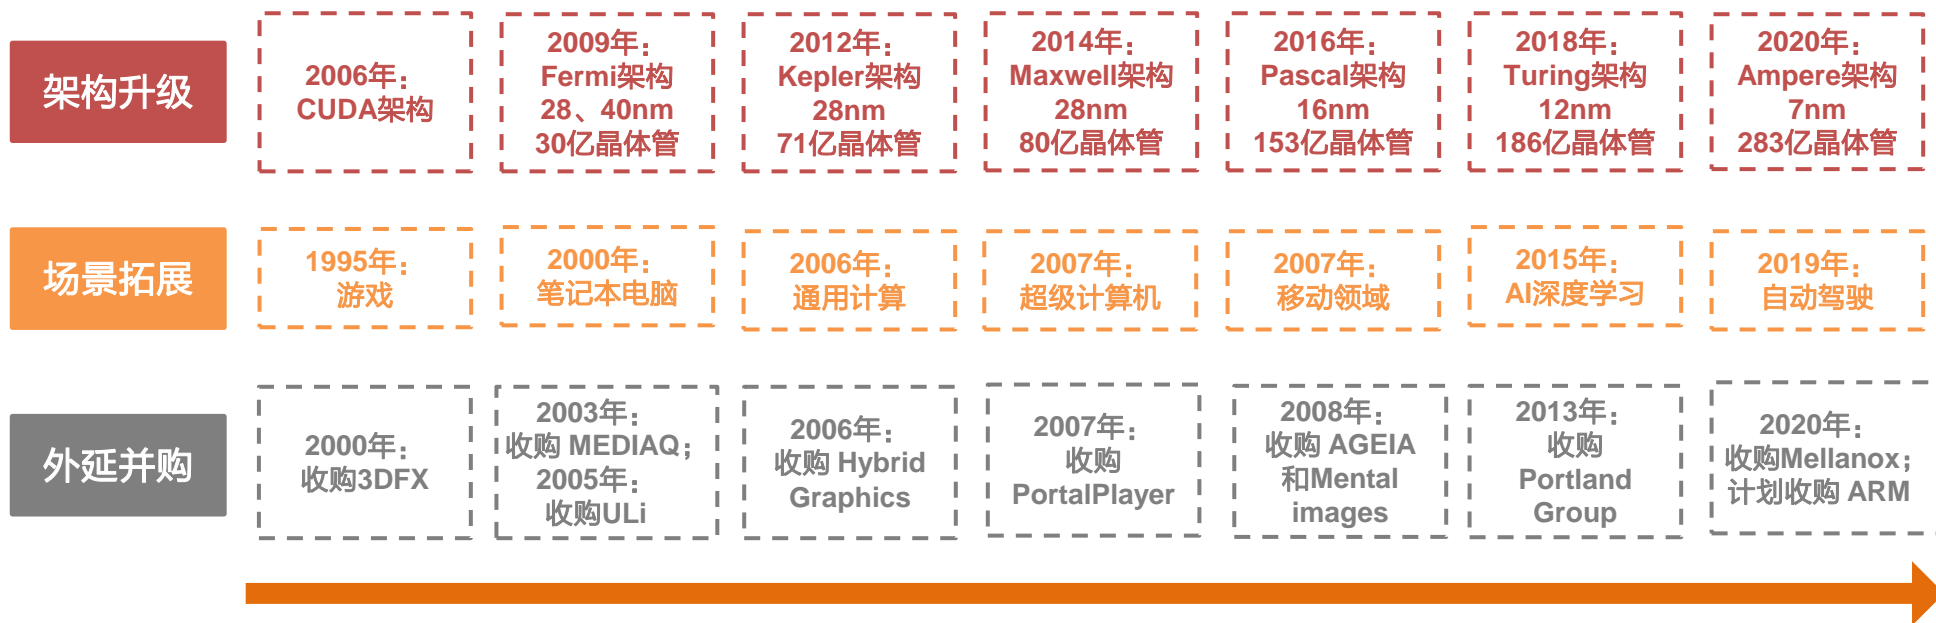 架构升级
2006年：
CUDA架构
2009年：
Fermi架构
28、40nm
30亿晶体管
2012年：
Kepler架构
28nm
71亿晶体管
2014年：
Maxwell架构
28nm
80亿晶体管
2016年：
Pascal架构
16nm
153亿晶体管
2018年：
Turing架构
12nm
186亿晶体管
2020年：
Ampere架构
7nm
283亿晶体管
场景拓展
1995年：
游戏
2000年：
笔记本电脑
2006年：
通用计算
2007年：
超级计算机
2007年：
移动领域
2015年：
AI深度学习
2019年：
自动驾驶
外延并购
2000年：
收购3DFX
2003年：
收购 MEDIAQ；
2005年：
收购ULi
2006年：
收购 Hybrid
Graphics
2007年：
收购
PortalPlayer
2008年：
收购 AGEIA
和Mental
images
2013年：
收购
Portland
Group
2020年：
收购Mellanox；
计划收购 ARM